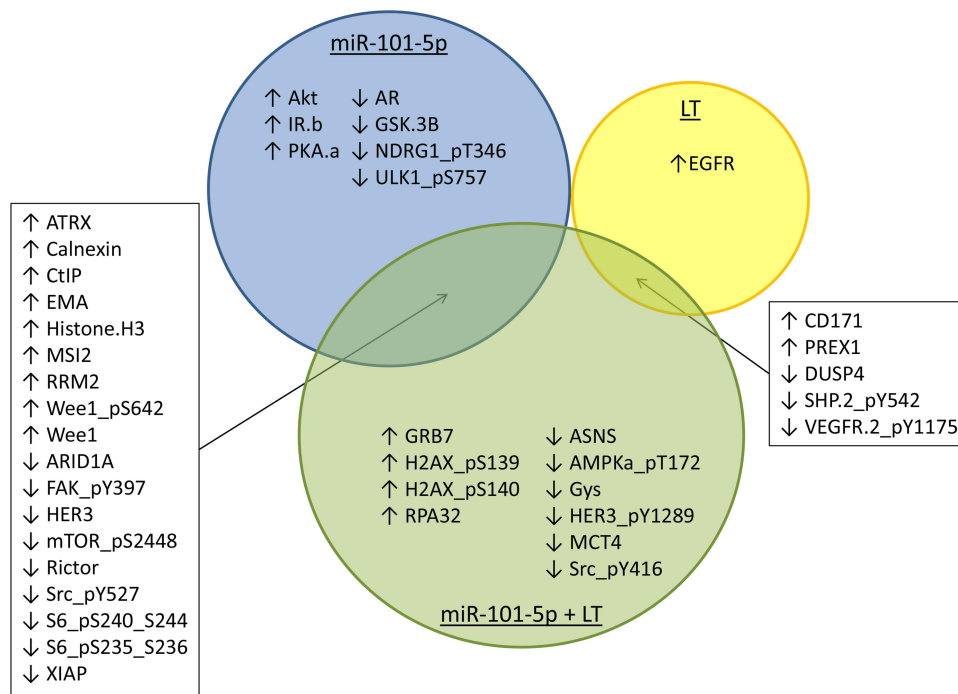 miR-101-5p
↑ Akt
↑ IR.b
↑ PKA.a
↓ AR
↓ GSK.3B
↓ NDRG1_pT346
↓ ULK1_pS757
LT
↑EGFR
↑ ATRX
↑ Calnexin
↑ CtIP
↑ EMA
↑ Histone.H3
↑ MSI2
↑ RRM2
↑ Wee1_pS642
↑ Wee1
↓ ARID1A
↓ FAK_pY397
↓ HER3
↓ mTOR_pS2448
↓ Rictor
↓ Src_pY527
↓ S6_pS240_S244
↓ S6_pS235_S236
↓ XIAP
↑ CD171
↑ PREX1
↓ DUSP4
↓ SHP.2_pY542
↓ VEGFR.2_pY1175
↑ GRB7
↑ H2AX_pS139
↑ H2AX_pS140
↑ RPA32
↓ ASNS
↓ AMPKa_pT172
↓ Gys
↓ HER3_pY1289
↓ MCT4
↓ Src_pY416
miR-101-5p + LT